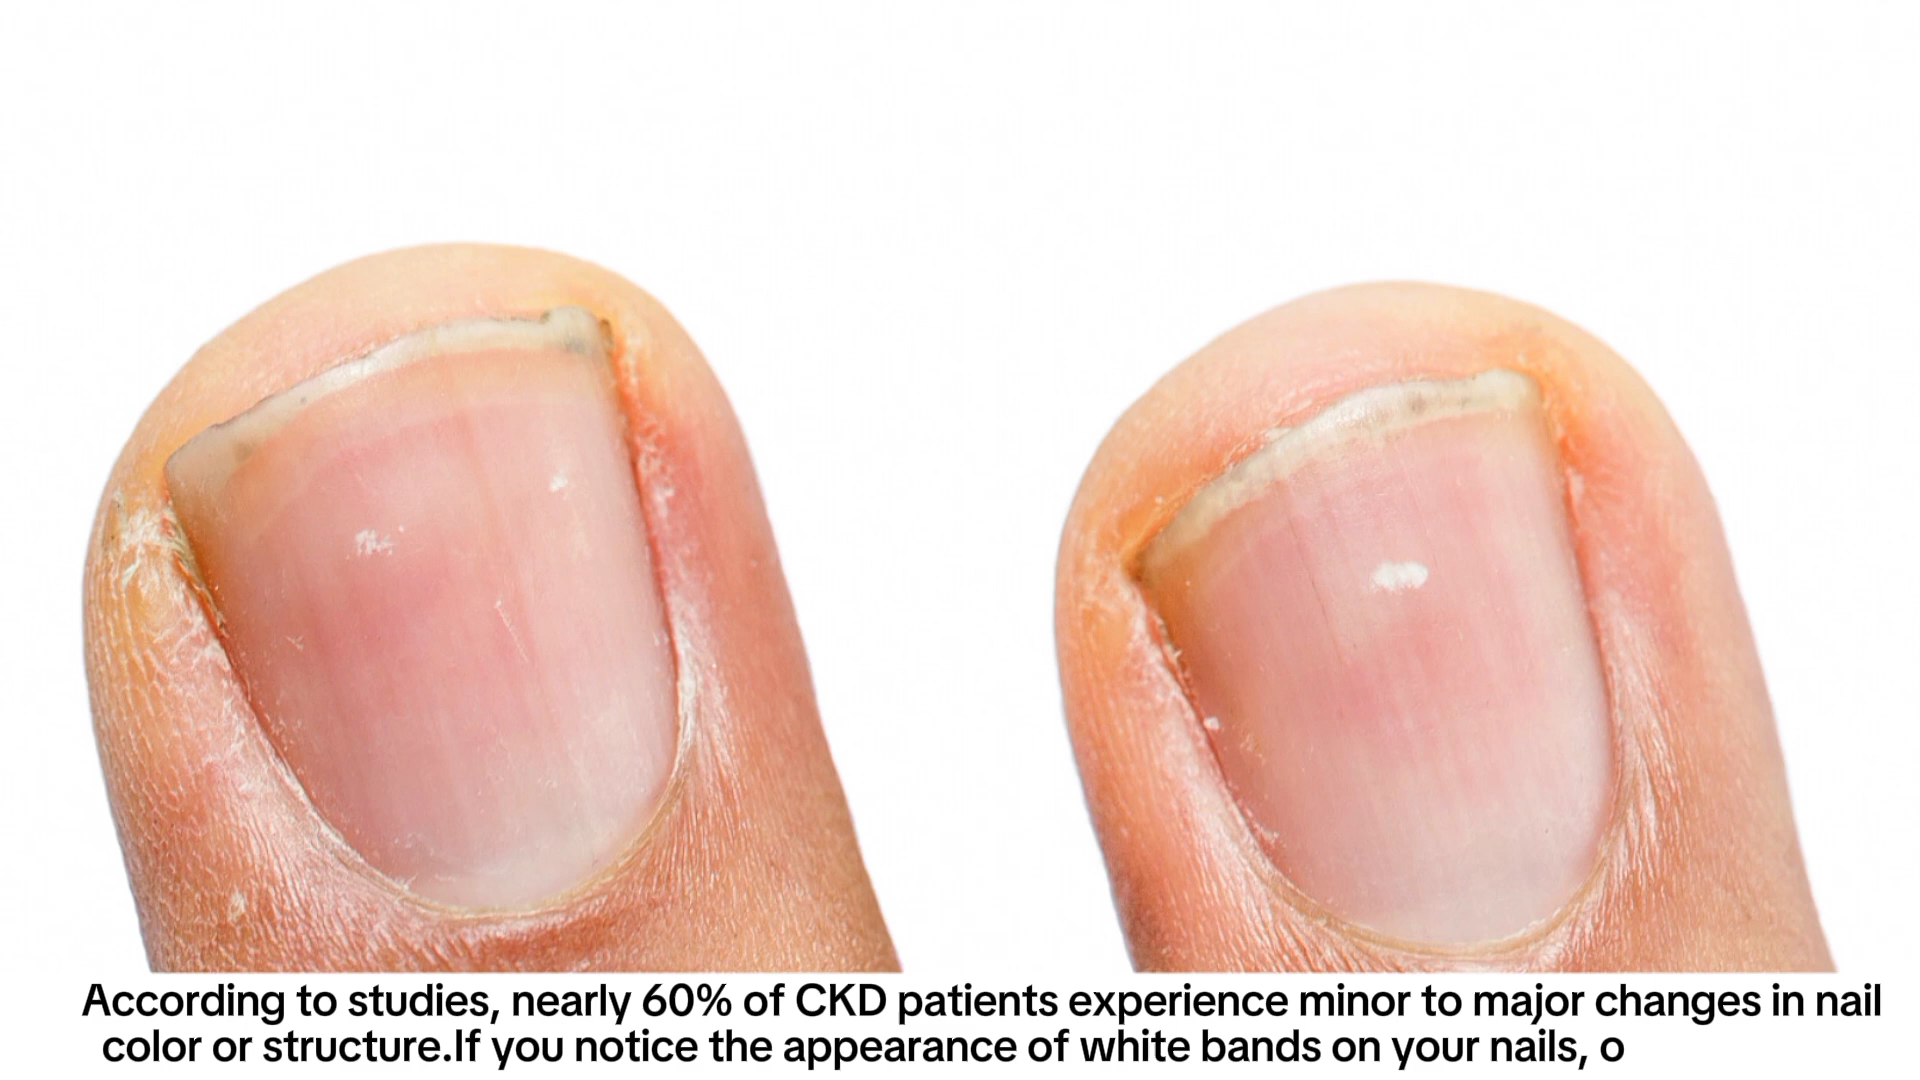 According to studies, nearly 60% of CKD patients experience minor to major changes in nail
color or structure.If you notice the appearance of white bands on your nails, o